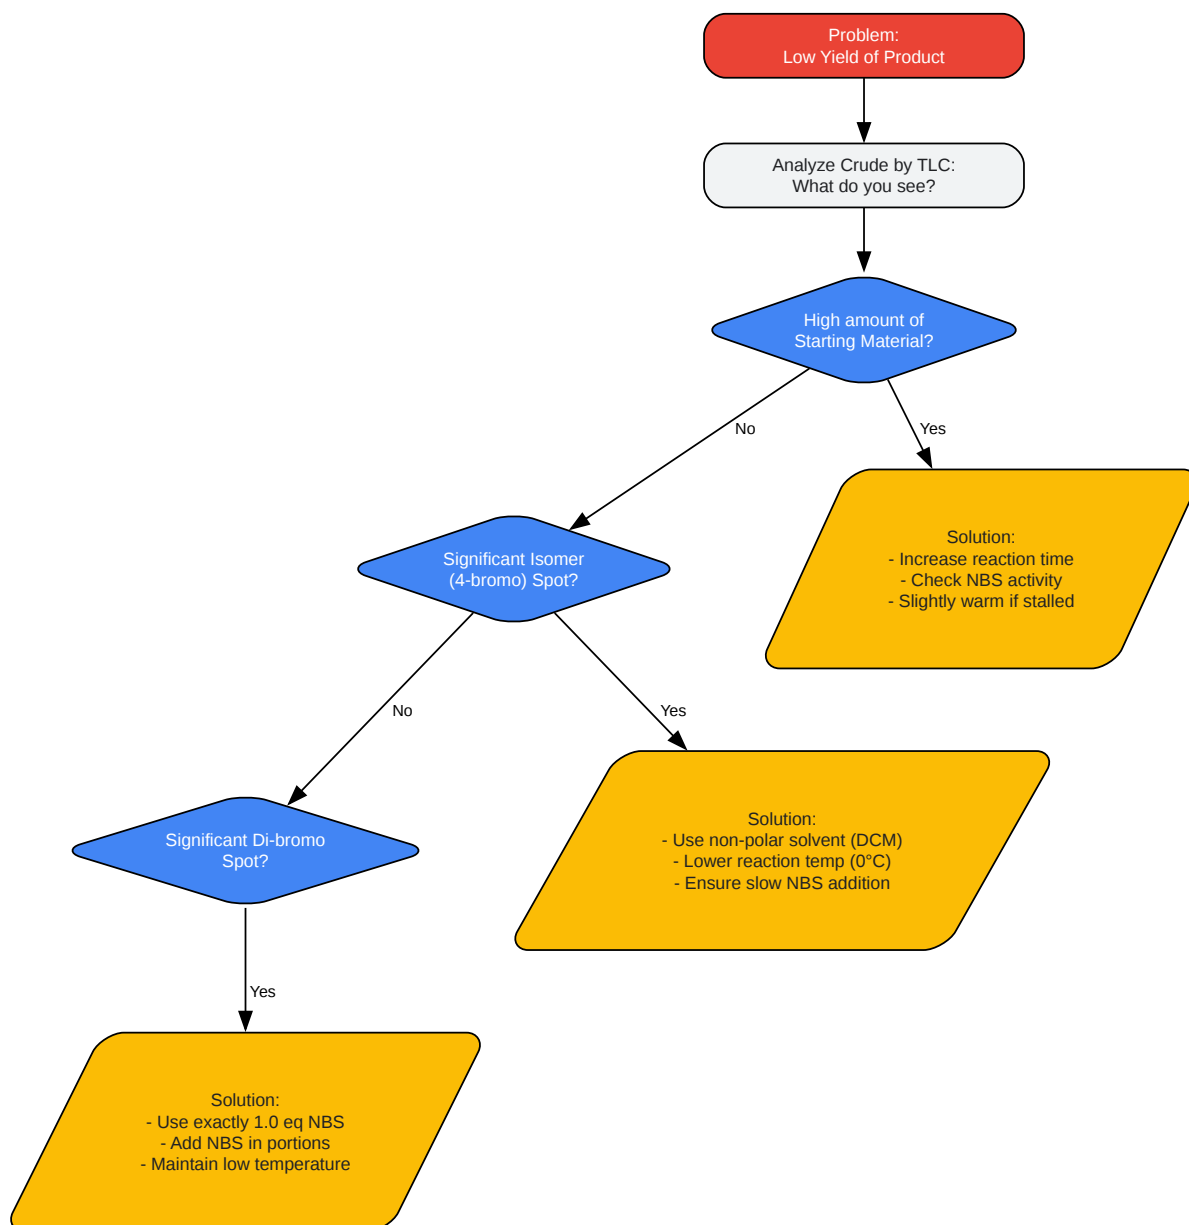 Problem:
Low Yield of Product
Analyze Crude by TLC:
What do you see?
High amount of
Starting Material?
No
Yes
Solution:
- Increase reaction time
- Check NBS activity
- Slightly warm if stalled
Significant Isomer
(4-bromo) Spot?
No
Yes
Solution:
- Use non-polar solvent (DCM)
- Lower reaction temp (0°C)
- Ensure slow NBS addition
Significant Di-bromo
Spot?
Yes
Solution:
- Use exactly 1.0 eq NBS
- Add NBS in portions
- Maintain low temperature